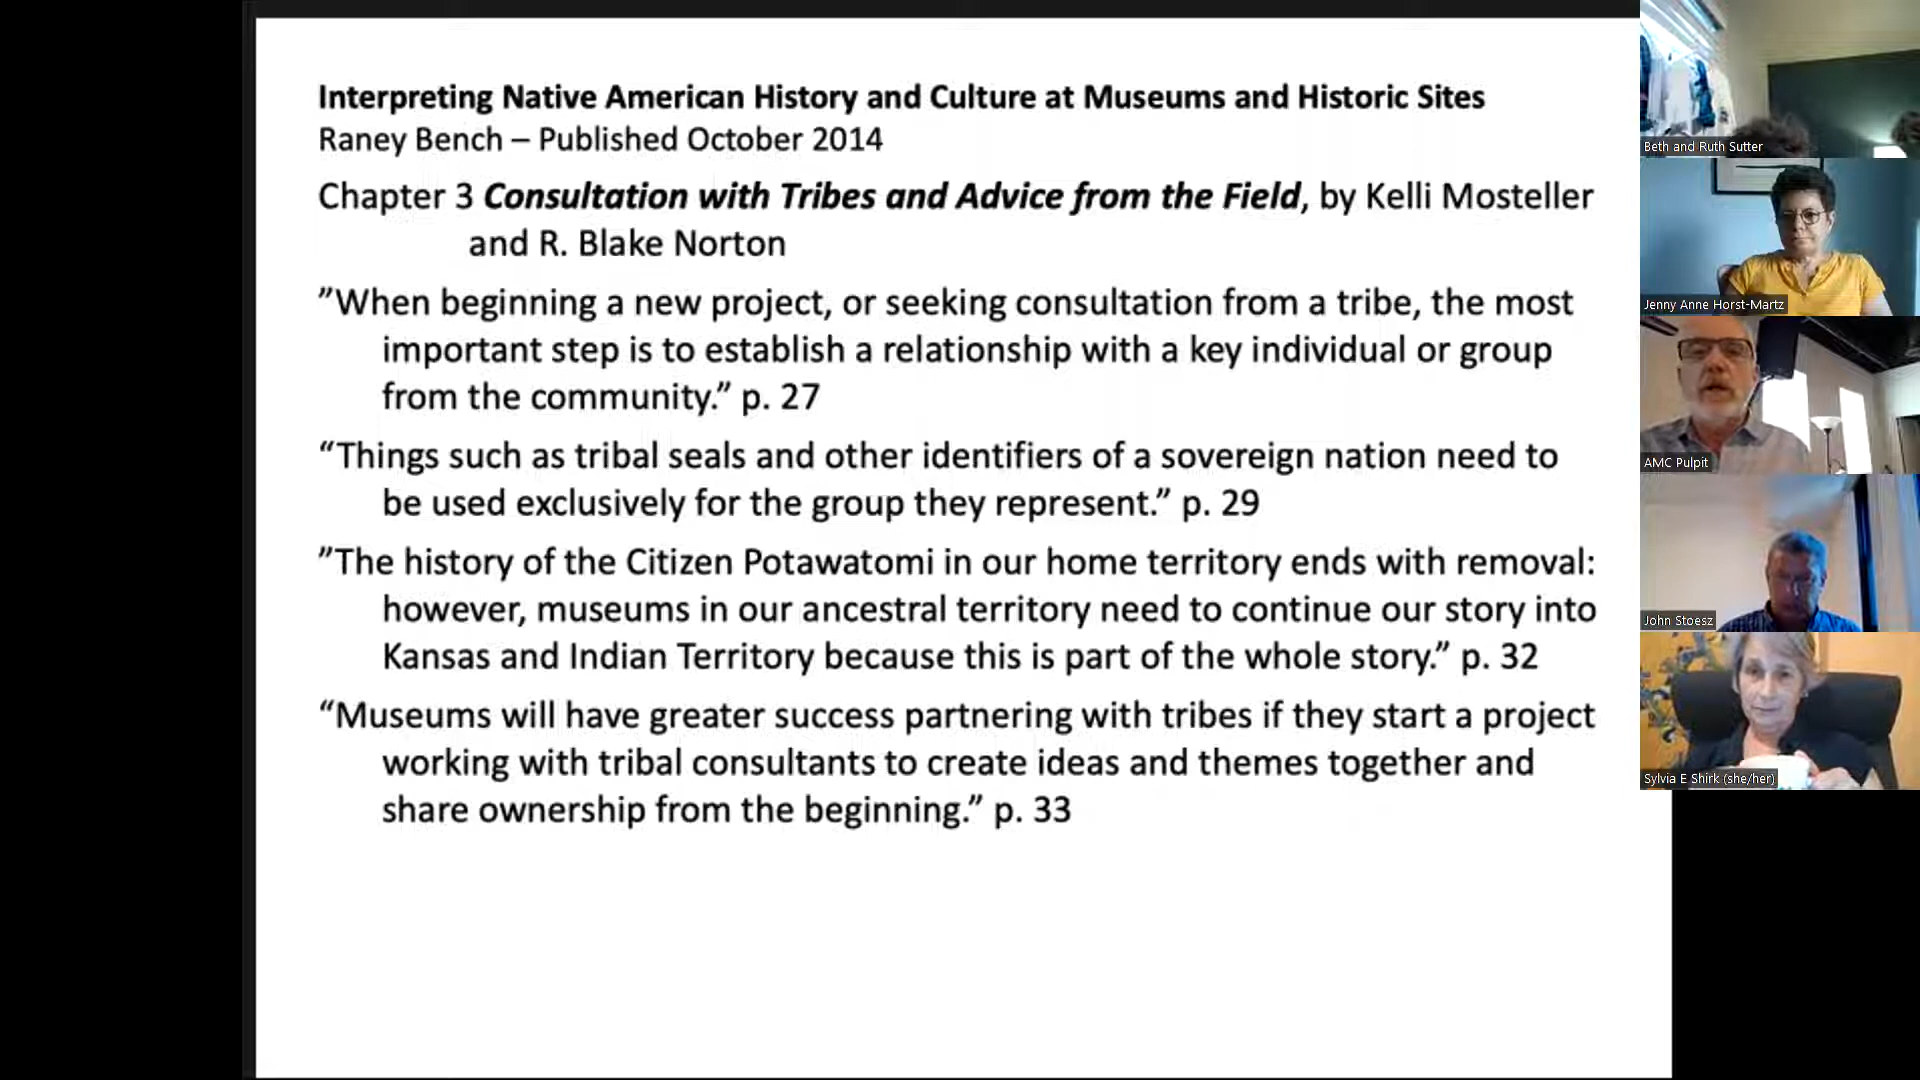 Interpreting Native American History and Culture at Museums and Historic Sites
Raney Bench – Published October 2014
Chapter 3 Consultation with Tribes and Advice from the Field, by Kelli Mosteller
and R. Blake Norton
”When beginning a new project, or seeking consultation from a tribe, the most
important step is to establish a relationship with a key individual or group
from the community.” p. 27
“Things such as tribal seals and other identifiers of a sovereign nation need to
be used exclusively for the group they represent.” p. 29
”The history of the Citizen Potawatomi in our home territory ends with removal:
however, museums in our ancestral territory need to continue our story into
Kansas and Indian Territory because this is part of the whole story.” p. 32
“Museums will have greater success partnering with tribes if they start a project
working with tribal consultants to create ideas and themes together and
share ownership from the beginning.” p. 33
Beth and Ruth Sutter
Jenny Anne Horst-Martz
AMC Pulpit
John Stoesz
Sylvia E Shirk (she/her)